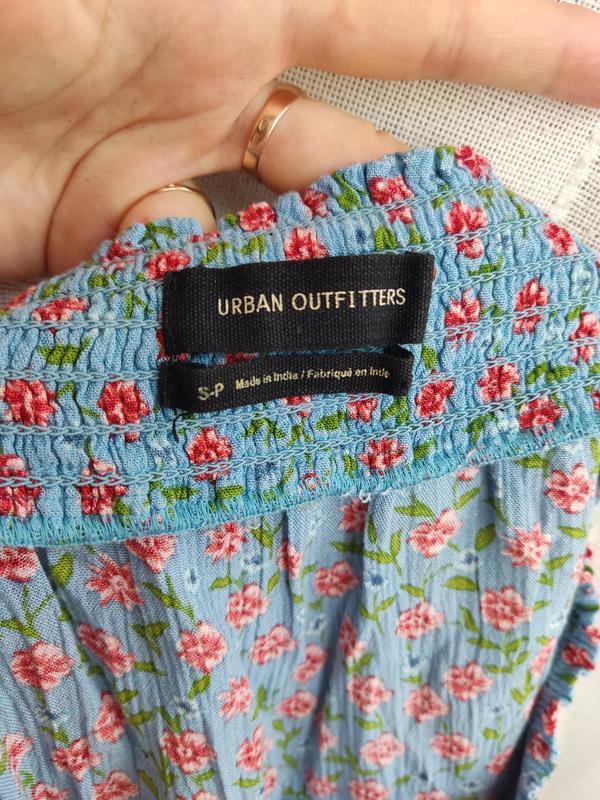 URBAN OUTFITTERS
S-P Made in India / Fabriqué en Inde